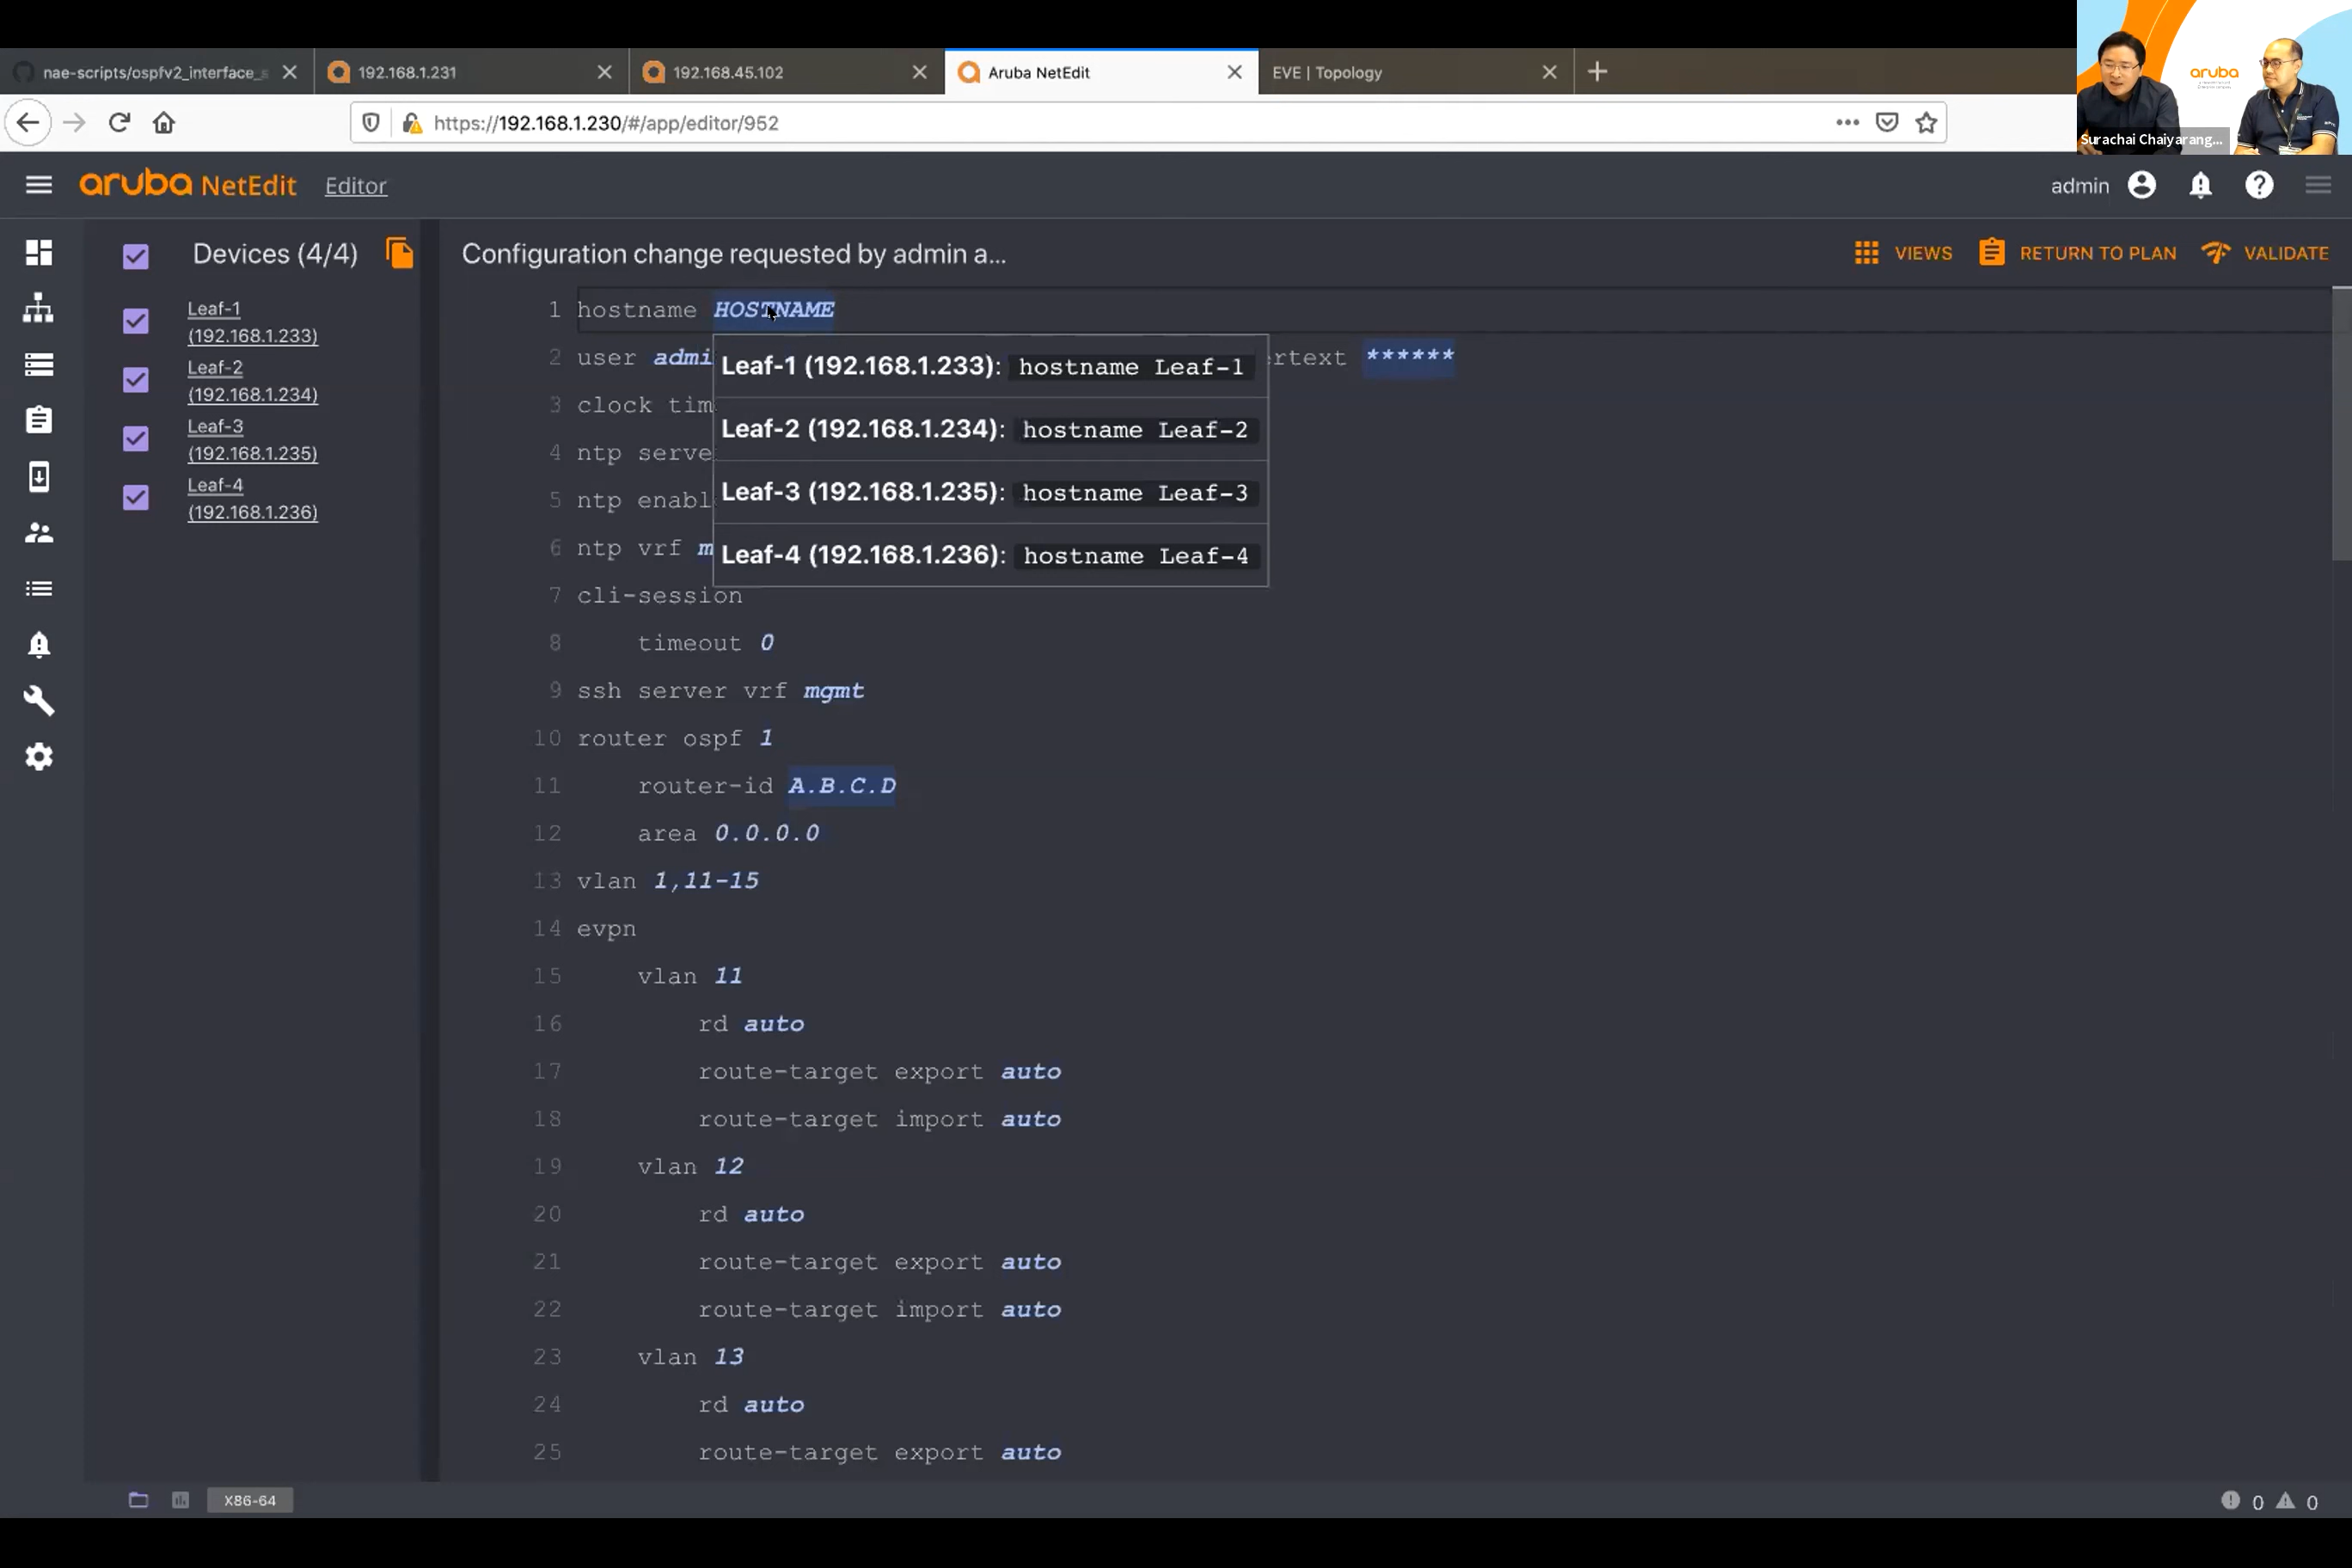 nae-scripts/ospfv2_interface_s
192.168.1.231
192.168.45.102
Aruba NetEdit
EVE | Topology
https://192.168.1.230/#/app/editor/952
aruba
Surachai Chaiyarang...
aruba NetEdit
Editor
admin
Devices (4/4)
Configuration change requested by admin a...
VIEWS
RETURN TO PLAN
VALIDATE
Leaf-1
(192.168.1.233)
Leaf-2
(192.168.1.234)
Leaf-3
(192.168.1.235)
Leaf-4
(192.168.1.236)
1 hostname HOSTNAME
2 user admi rtext ******
3 clock tim
4 ntp serve
5 ntp enabl
6 ntp vrf m
Leaf-1 (192.168.1.233): hostname Leaf-1
Leaf-2 (192.168.1.234): hostname Leaf-2
Leaf-3 (192.168.1.235): hostname Leaf-3
Leaf-4 (192.168.1.236): hostname Leaf-4
7 cli-session
8 timeout 0
9 ssh server vrf mgmt
10 router ospf 1
11 router-id A.B.C.D
12 area 0.0.0.0
13 vlan 1,11-15
14 evpn
15 vlan 11
16 rd auto
17 route-target export auto
18 route-target import auto
19 vlan 12
20 rd auto
21 route-target export auto
22 route-target import auto
23 vlan 13
24 rd auto
25 route-target export auto
X86-64
0 0